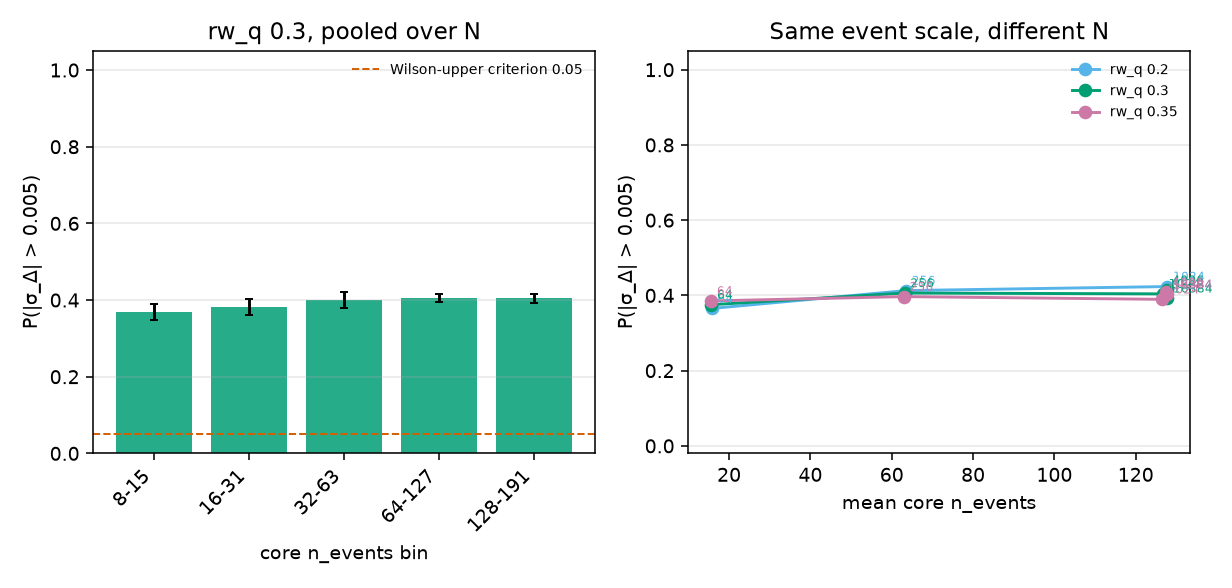 rw_q 0.3, pooled over N
P(|σ_Δ| > 0.005)
1.0
0.8
0.6
0.4
0.2
0.0
Wilson-upper criterion 0.05
8-15
16-31
32-63
64-127
128-191
core n_events bin
Same event scale, different N
P(|σ_Δ| > 0.005)
1.0
0.8
0.6
0.4
0.2
0.0
rw_q 0.2
rw_q 0.3
rw_q 0.35
64
64
256
256
1024
20
40
60
80
100
120
mean core n_events